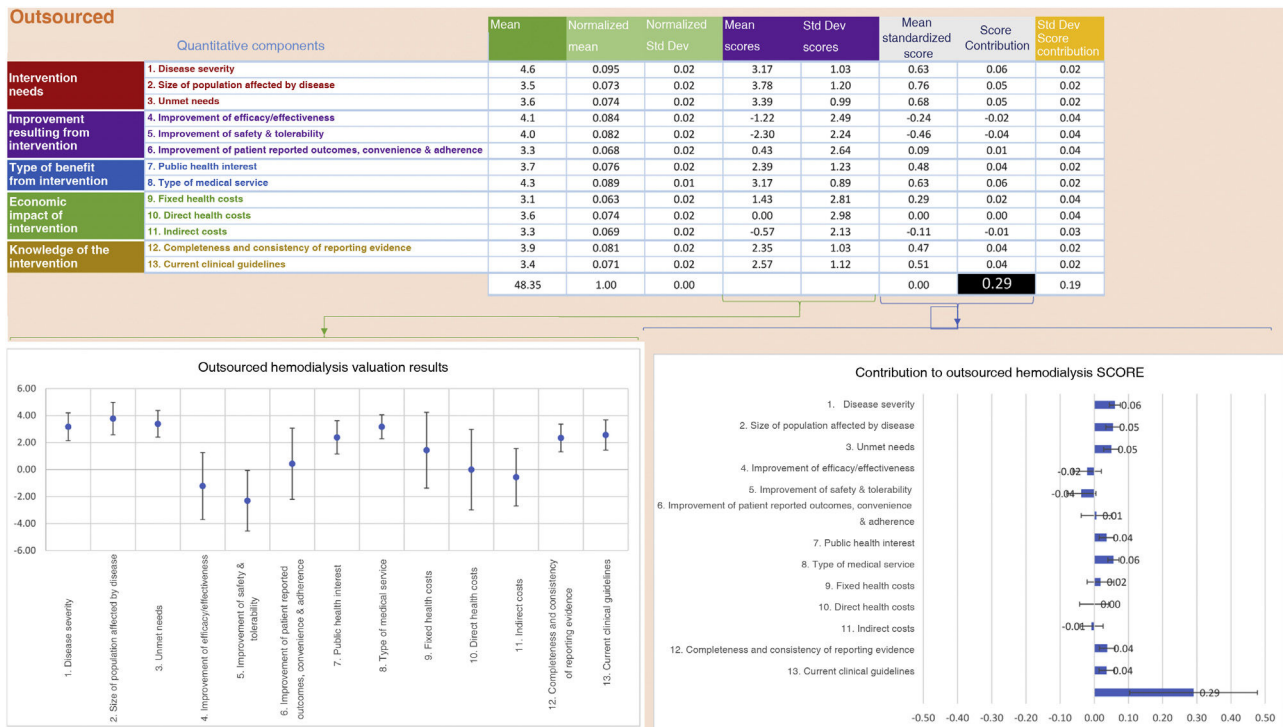 Outsourced
Quantitative components
Mean
Normalized mean
Normalized Std Dev
Mean scores
Std Dev scores
Mean standardized score
Score Contribution
Std Dev Score contribution
Intervention needs
1. Disease severity 4.6 0.095 0.02 3.17 1.03 0.63 0.06 0.02
2. Size of population affected by disease 3.5 0.073 0.02 3.78 1.20 0.76 0.05 0.02
3. Unmet needs 3.6 0.074 0.02 3.39 0.99 0.68 0.05 0.02
Improvement resulting from intervention
4. Improvement of efficacy/effectiveness 4.1 0.084 0.02 -1.22 2.49 -0.24 -0.02 0.04
5. Improvement of safety & tolerability 4.0 0.082 0.02 -2.30 2.24 -0.46 -0.04 0.04
6. Improvement of patient reported outcomes, convenience & adherence 3.3 0.068 0.02 0.43 2.64 0.09 0.01 0.04
Type of benefit from intervention
7. Public health interest 3.7 0.076 0.02 2.39 1.23 0.48 0.04 0.02
8. Type of medical service 4.3 0.089 0.01 3.17 0.89 0.63 0.06 0.02
Economic impact of intervention
9. Fixed health costs 3.1 0.063 0.02 1.43 2.81 0.29 0.02 0.04
10. Direct health costs 3.6 0.074 0.02 0.00 2.98 0.00 0.00 0.04
11. Indirect costs 3.3 0.069 0.02 -0.57 2.13 -0.11 -0.01 0.03
Knowledge of the intervention
12. Completeness and consistency of reporting evidence 3.9 0.081 0.02 2.35 1.03 0.47 0.04 0.02
13. Current clinical guidelines 3.4 0.071 0.02 2.57 1.12 0.51 0.04 0.02
48.35 1.00 0.00 0.00 0.29 0.19
Outsourced hemodialysis valuation results
6.00
4.00
2.00
0.00
-2.00
-4.00
-6.00
1. Disease severity
2. Size of population affected by disease
3. Unmet needs
4. Improvement of efficacy/effectiveness
5. Improvement of safety &
tolerability
6. Improvement of patient reported
outcomes, convenience & adherence
7. Public health interest
8. Type of medical service
9. Fixed health costs
10. Direct health costs
11. Indirect costs
12. Completeness and consistency
of reporting evidence
13. Current clinical guidelines
Contribution to outsourced hemodialysis SCORE
1. Disease severity 0.06
2. Size of population affected by disease 0.05
3. Unmet needs 0.05
4. Improvement of efficacy/effectiveness -0.02
5. Improvement of safety & tolerability -0.04
6. Improvement of patient reported outcomes, convenience
& adherence 0.01
7. Public health interest 0.04
8. Type of medical service 0.06
9. Fixed health costs 0.02
10. Direct health costs 0.00
11. Indirect costs -0.01
12. Completeness and consistency of reporting evidence 0.04
13. Current clinical guidelines 0.04
0.29
-0.50 -0.40 -0.30 -0.20 -0.10 0.00 0.10 0.20 0.30 0.40 0.50